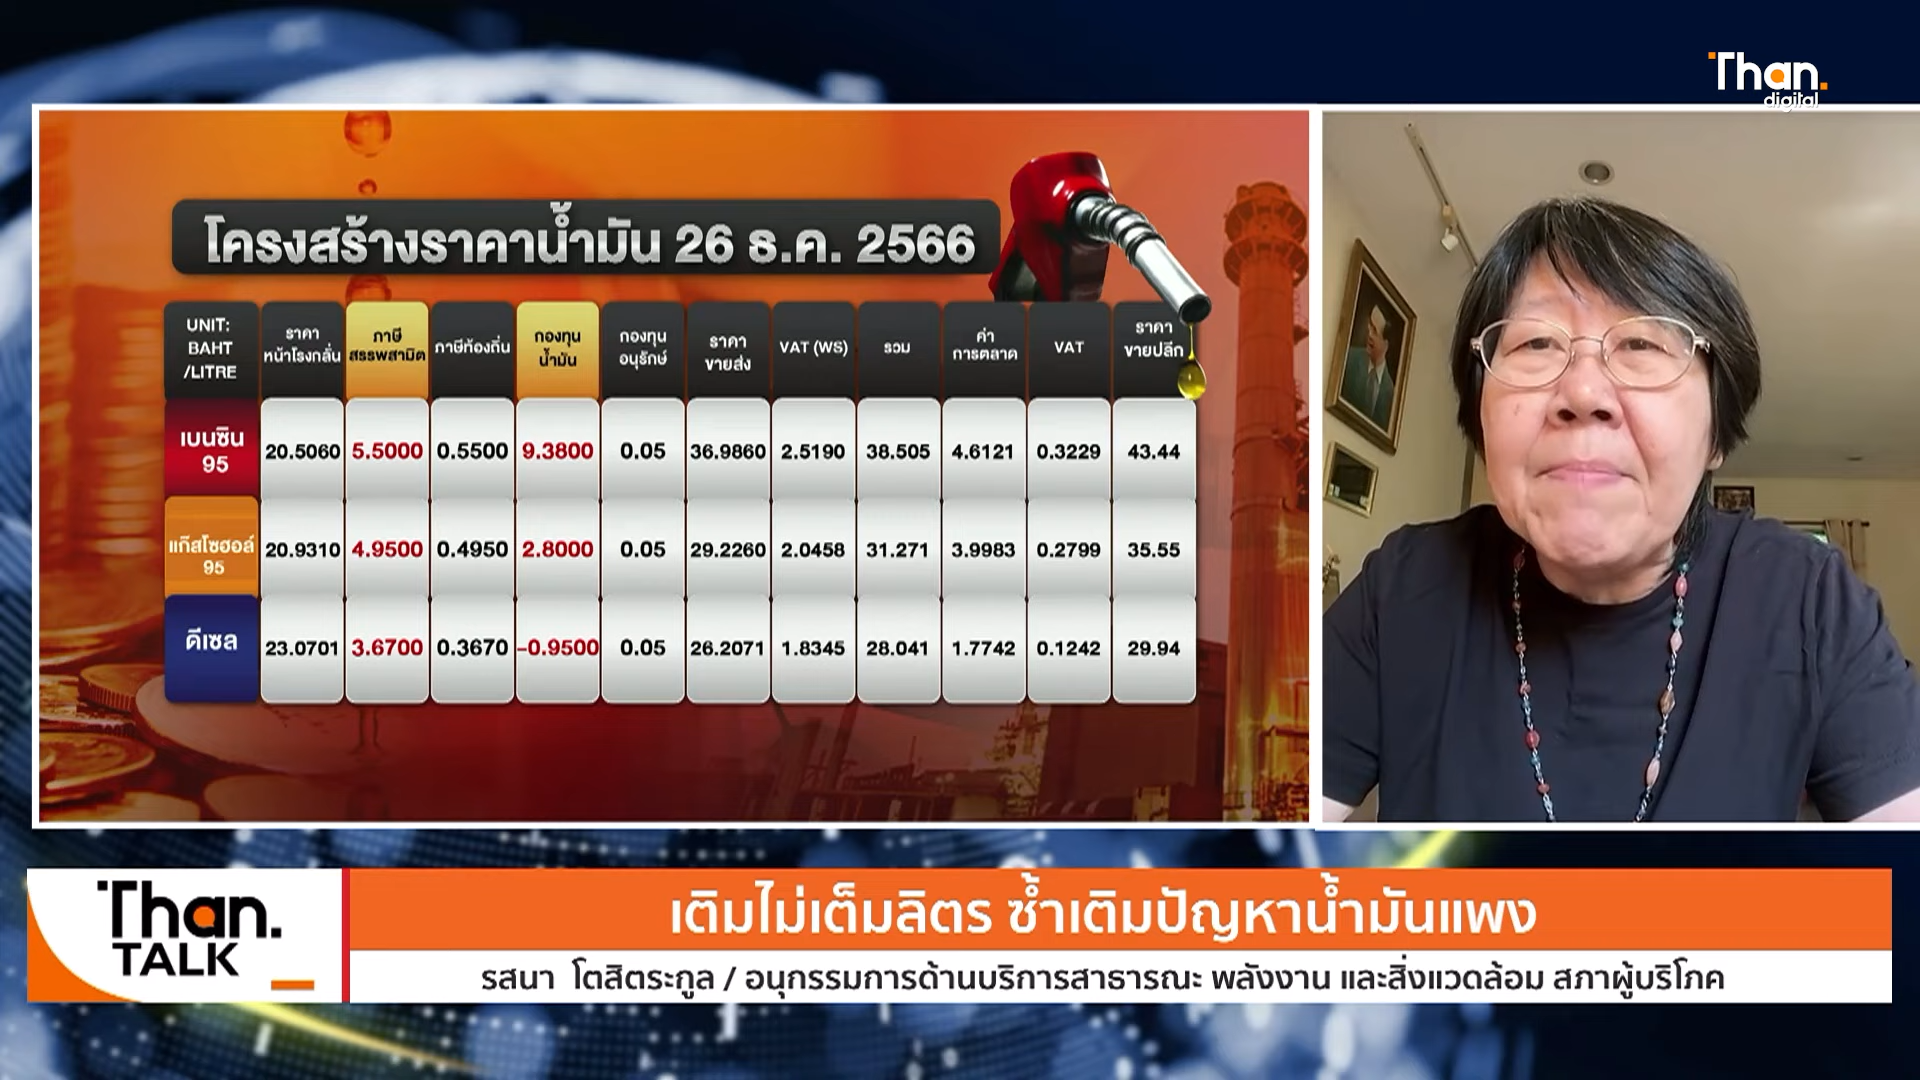 Than.
digital
โครงสร้างราคาน้ำมัน 26 ธ.ค. 2566
UNIT: BAHT /LITRE ราคา หน้าโรงกลั่น ภาษี สรรพสามิต ภาษีท้องถิ่น กองทุน น้ำมัน กองทุน อนุรักษ์ ราคา ขายส่ง VAT (WS) รวม ค่า การตลาด VAT ราคา ขายปลีก
เบนซิน 95 20.5060 5.5000 0.5500 9.3800 0.05 36.9860 2.5190 38.505 4.6121 0.3229 43.44
แก๊สโซฮอล์ 95 20.9310 4.9500 0.4950 2.8000 0.05 29.2260 2.0458 31.271 3.9983 0.2799 35.55
ดีเซล 23.0701 3.6700 0.3670 -0.9500 0.05 26.2071 1.8345 28.041 1.7742 0.1242 29.94
Than.
TALK
เติมไม่เต็มลิตร ซ้ำเติมปัญหาน้ำมันแพง
รสนา โตสิตระกูล / อนุกรรมการด้านบริการสาธารณะ พลังงาน และสิ่งแวดล้อม สภาผู้บริโภค